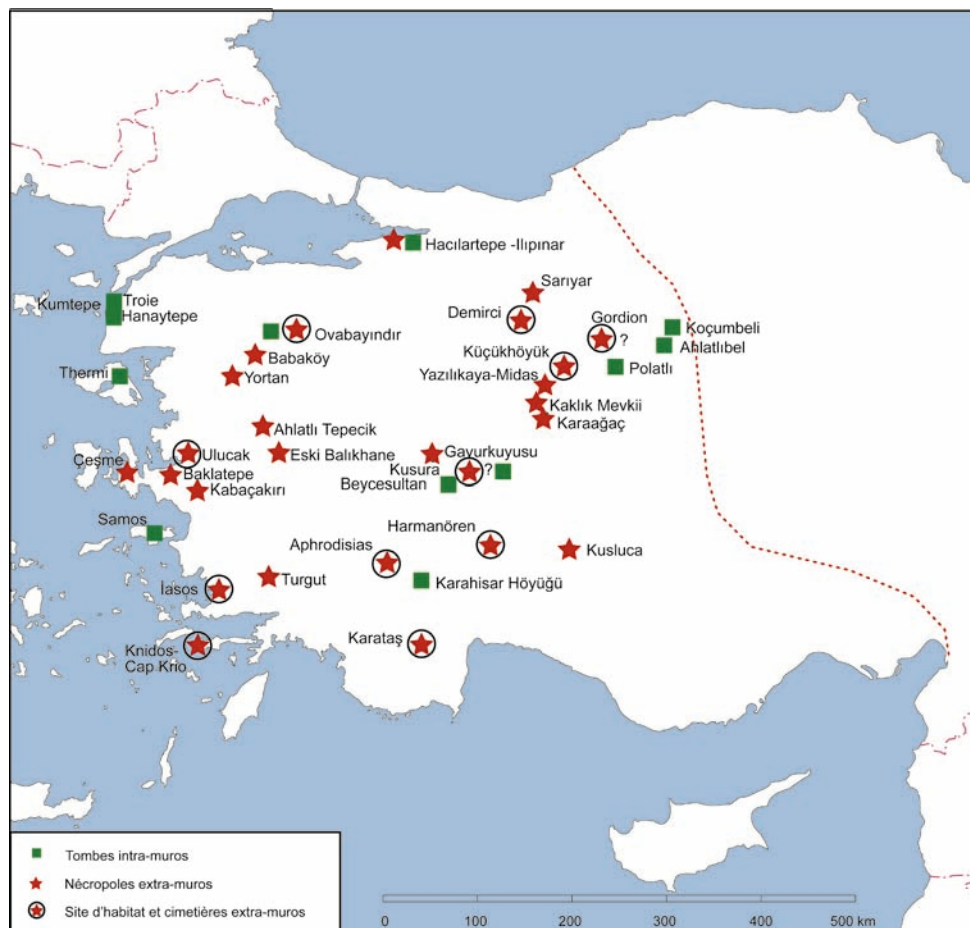 Hacılartepe -Ilıpınar
Sarıyar
Kumtepe
Troie
Hanaytepe
Demirci
Gordion
?
Koçumbeli
Ahlatlıbel
Ovabayındır
Küçükhöyük
Babaköy
Polatlı
Thermi
Yortan
Yazılıkaya-Midas
Kaklık Mevkii
Karaağaç
Ahlatlı Tepecik
Ulucak
Eski Balıkhane
Gavurkuyusu
Çeşme
Baklatepe
Kusura
?
Beycesultan
Kabaçakırı
Samos
Harmanören
Aphrodisias
Kusluca
İasos
Turgut
Karahisar Höyüğü
Karataş
Knidos-
Cap Krio
Tombes intra-muros
Nécropoles extra-muros
Site d'habitat et cimetières extra-muros
0 100 200 300 500 km